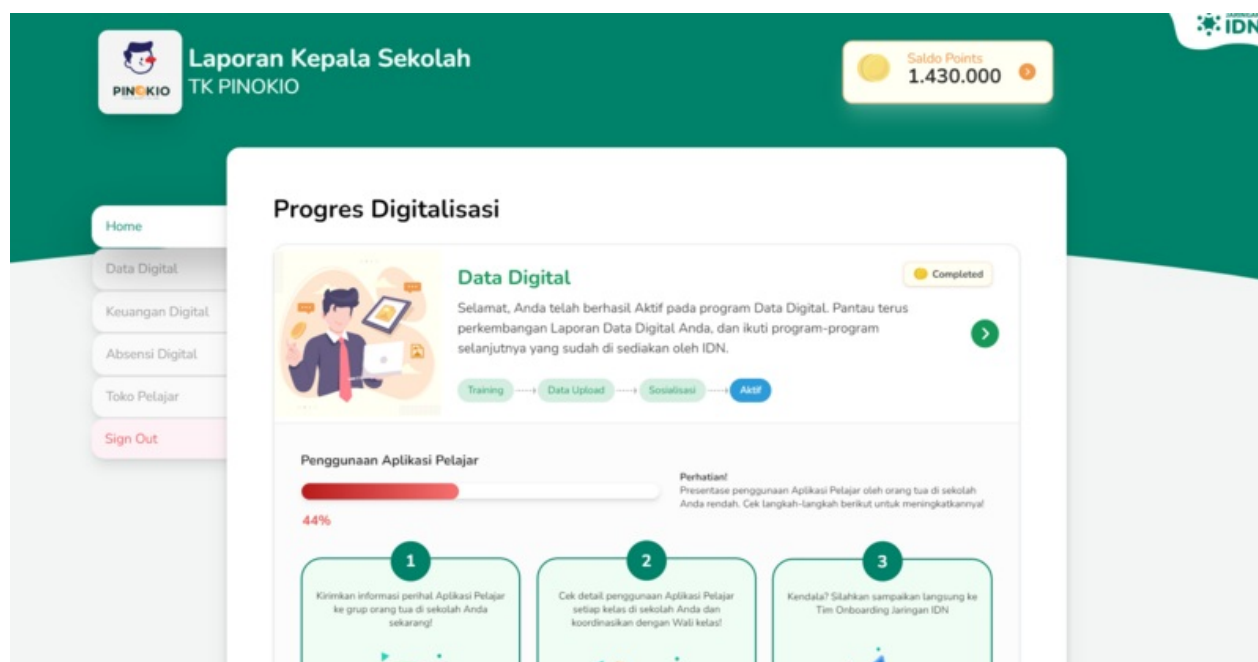 IDN
Laporan Kepala Sekolah
TK PINOKIO
PINOKIO
Saldo Points
1.430.000
Progres Digitalisasi
Home
Data Digital
Keuangan Digital
Absensi Digital
Toko Pelajar
Sign Out
Data Digital
Completed
Selamat, Anda telah berhasil Aktif pada program Data Digital. Pantau terus
perkembangan Laporan Data Digital Anda, dan ikuti program-program
selanjutnya yang sudah di sediakan oleh IDN.
Training
Data Upload
Sosialisasi
Aktif
Penggunaan Aplikasi Pelajar
44%
Perhatian!
Presentase penggunaan Aplikasi Pelajar oleh orang tua di sekolah
Anda rendah. Cek langkah-langkah berikut untuk meningkatkannya!
1
Kirimkan informasi perihal Aplikasi Pelajar
ke grup orang tua di sekolah Anda
sekarang!
2
Cek detail penggunaan Aplikasi Pelajar
setiap kelas di sekolah Anda dan
koordinasikan dengan Wali kelas!
3
Kendala? Silahkan sampaikan langsung ke
Tim Onboarding Jaringan IDN